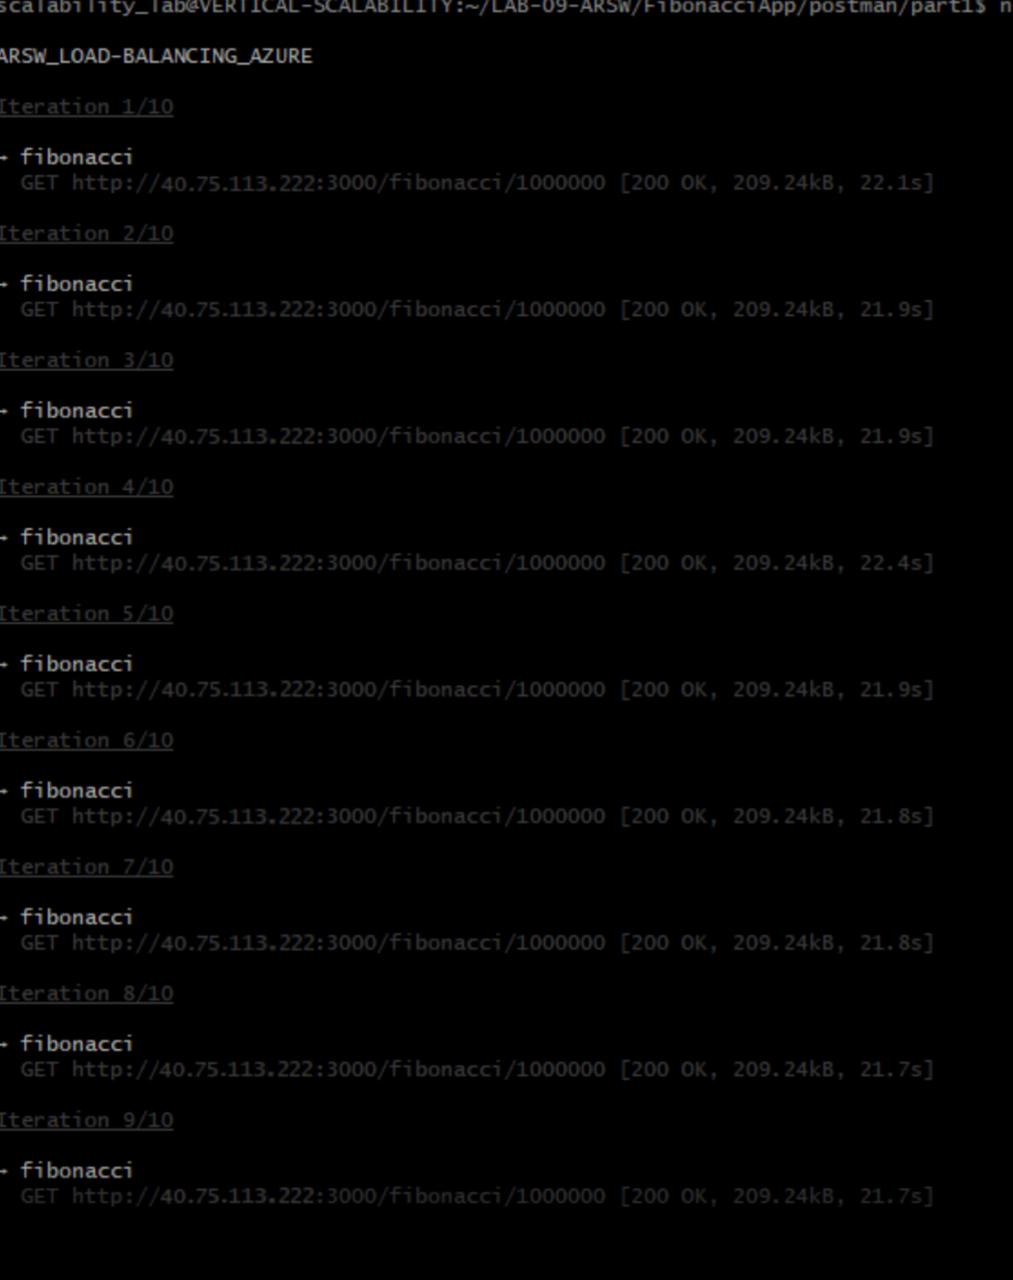 scalability_lab@VERTICAL-SCALABILITY:~/LAB-09-ARSW/FibonacciApp/postman/part1$ n
ARSW_LOAD-BALANCING_AZURE
Iteration 1/10
→ fibonacci
GET http://40.75.113.222:3000/fibonacci/1000000 [200 OK, 209.24kB, 22.1s]
Iteration 2/10
→ fibonacci
GET http://40.75.113.222:3000/fibonacci/1000000 [200 OK, 209.24kB, 21.9s]
Iteration 3/10
→ fibonacci
GET http://40.75.113.222:3000/fibonacci/1000000 [200 OK, 209.24kB, 21.9s]
Iteration 4/10
→ fibonacci
GET http://40.75.113.222:3000/fibonacci/1000000 [200 OK, 209.24kB, 22.4s]
Iteration 5/10
→ fibonacci
GET http://40.75.113.222:3000/fibonacci/1000000 [200 OK, 209.24kB, 21.9s]
Iteration 6/10
→ fibonacci
GET http://40.75.113.222:3000/fibonacci/1000000 [200 OK, 209.24kB, 21.8s]
Iteration 7/10
→ fibonacci
GET http://40.75.113.222:3000/fibonacci/1000000 [200 OK, 209.24kB, 21.8s]
Iteration 8/10
→ fibonacci
GET http://40.75.113.222:3000/fibonacci/1000000 [200 OK, 209.24kB, 21.7s]
Iteration 9/10
→ fibonacci
GET http://40.75.113.222:3000/fibonacci/1000000 [200 OK, 209.24kB, 21.7s]